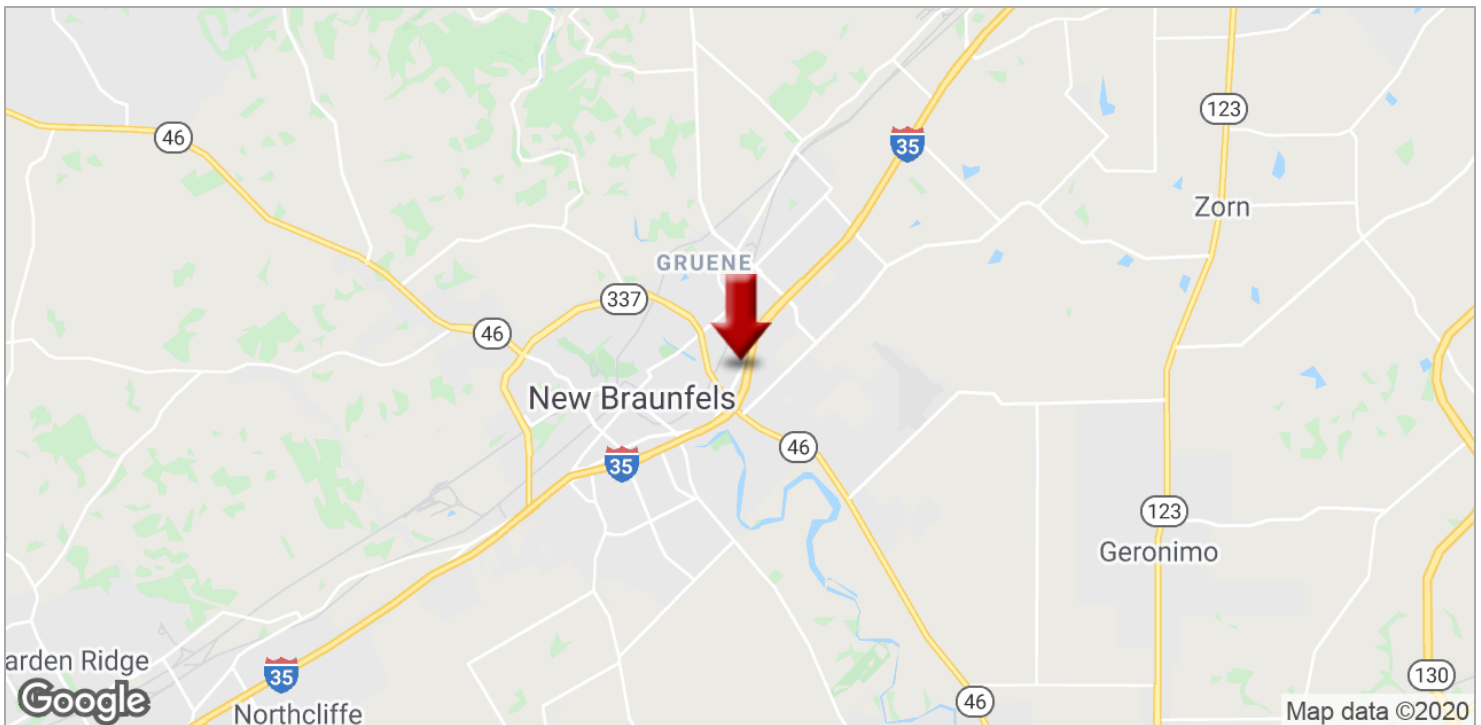 123
46
35
Zorn
GRUENE
337
46
New Braunfels
46
35
123
Geronimo
arden Ridge
35
130
Google
Northcliffe
46
Map data ©2020